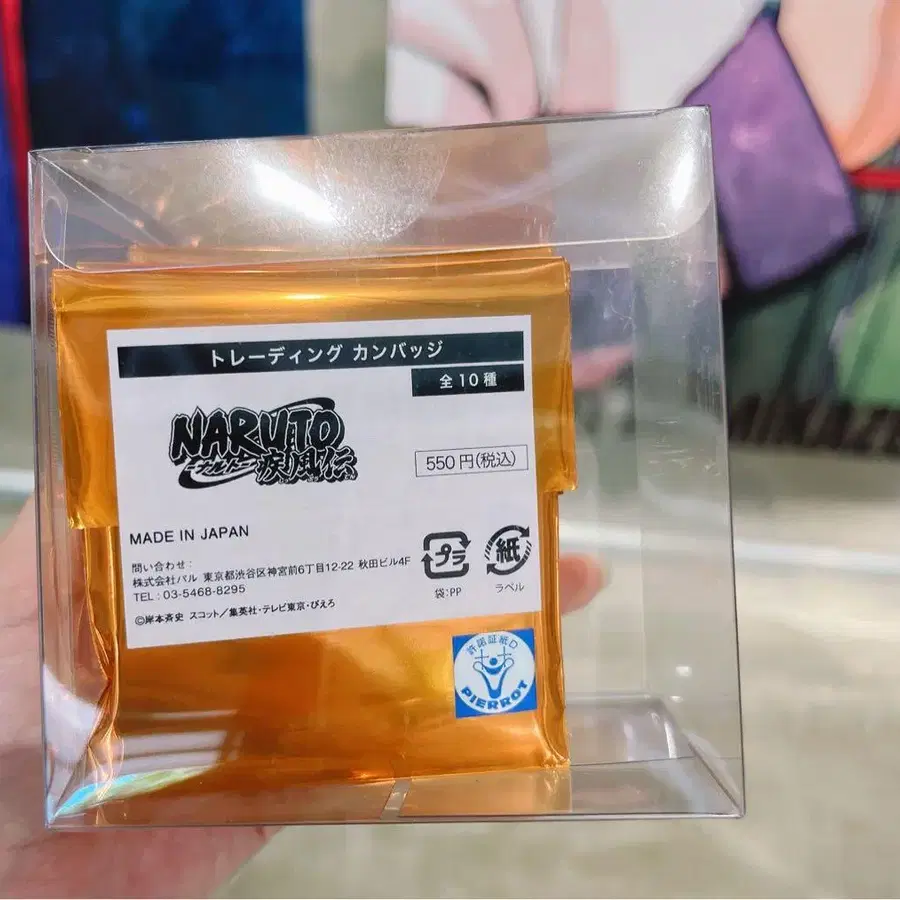 トレーディング カンバッジ
全10種
NARUTO
ーナルトー
疾風伝
550円(税込)
MADE IN JAPAN
問い合わせ:
株式会社パル 東京都渋谷区神宮前6丁目12-22 秋田ビル4F
TEL : 03-5468-8295
©岸本斉史 スコット/集英社・テレビ東京・ぴえろ
プラ
袋:PP
紙
ラベル
許諾証紙D
PIERROT